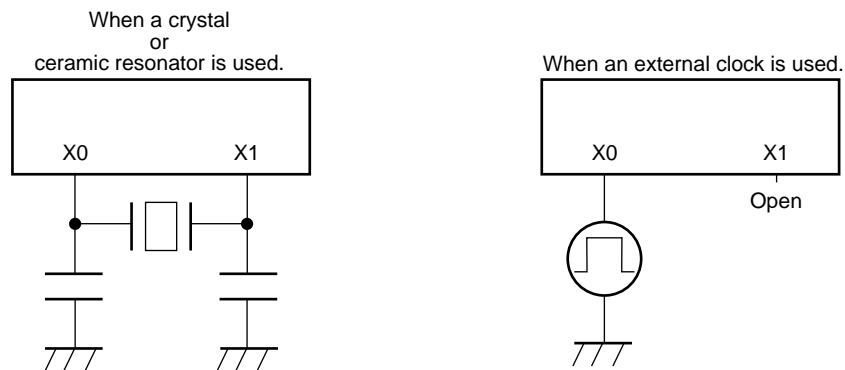 When a crystal
or
ceramic resonator is used.
X0
X1
When an external clock is used.
X0
X1
Open